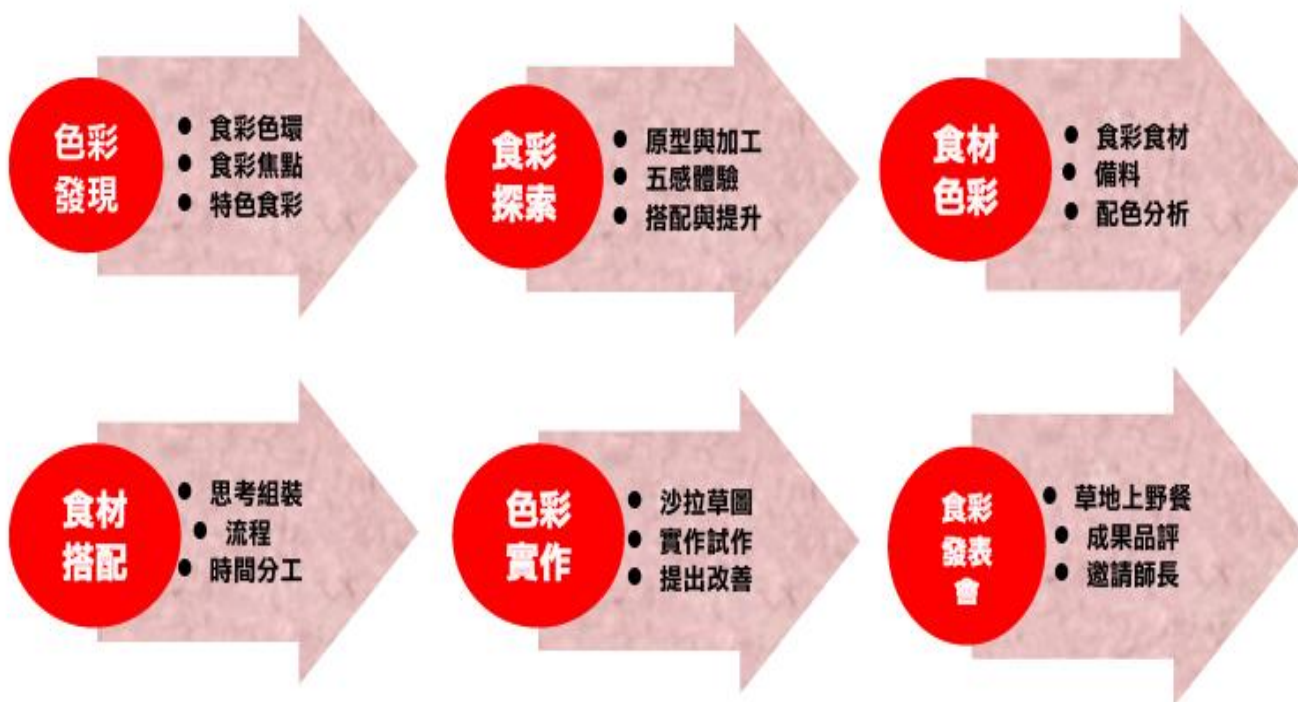 色彩
發現
● 食彩色環
● 食彩焦點
● 特色食彩
食彩
探索
● 原型與加工
● 五感體驗
● 搭配與提升
食材
色彩
● 食彩食材
● 備料
● 配色分析
食材
搭配
● 思考組裝
● 流程
● 時間分工
色彩
實作
● 沙拉草圖
● 實作試作
● 提出改善
食彩
發表
會
● 草地上野餐
● 成果品評
● 邀請師長